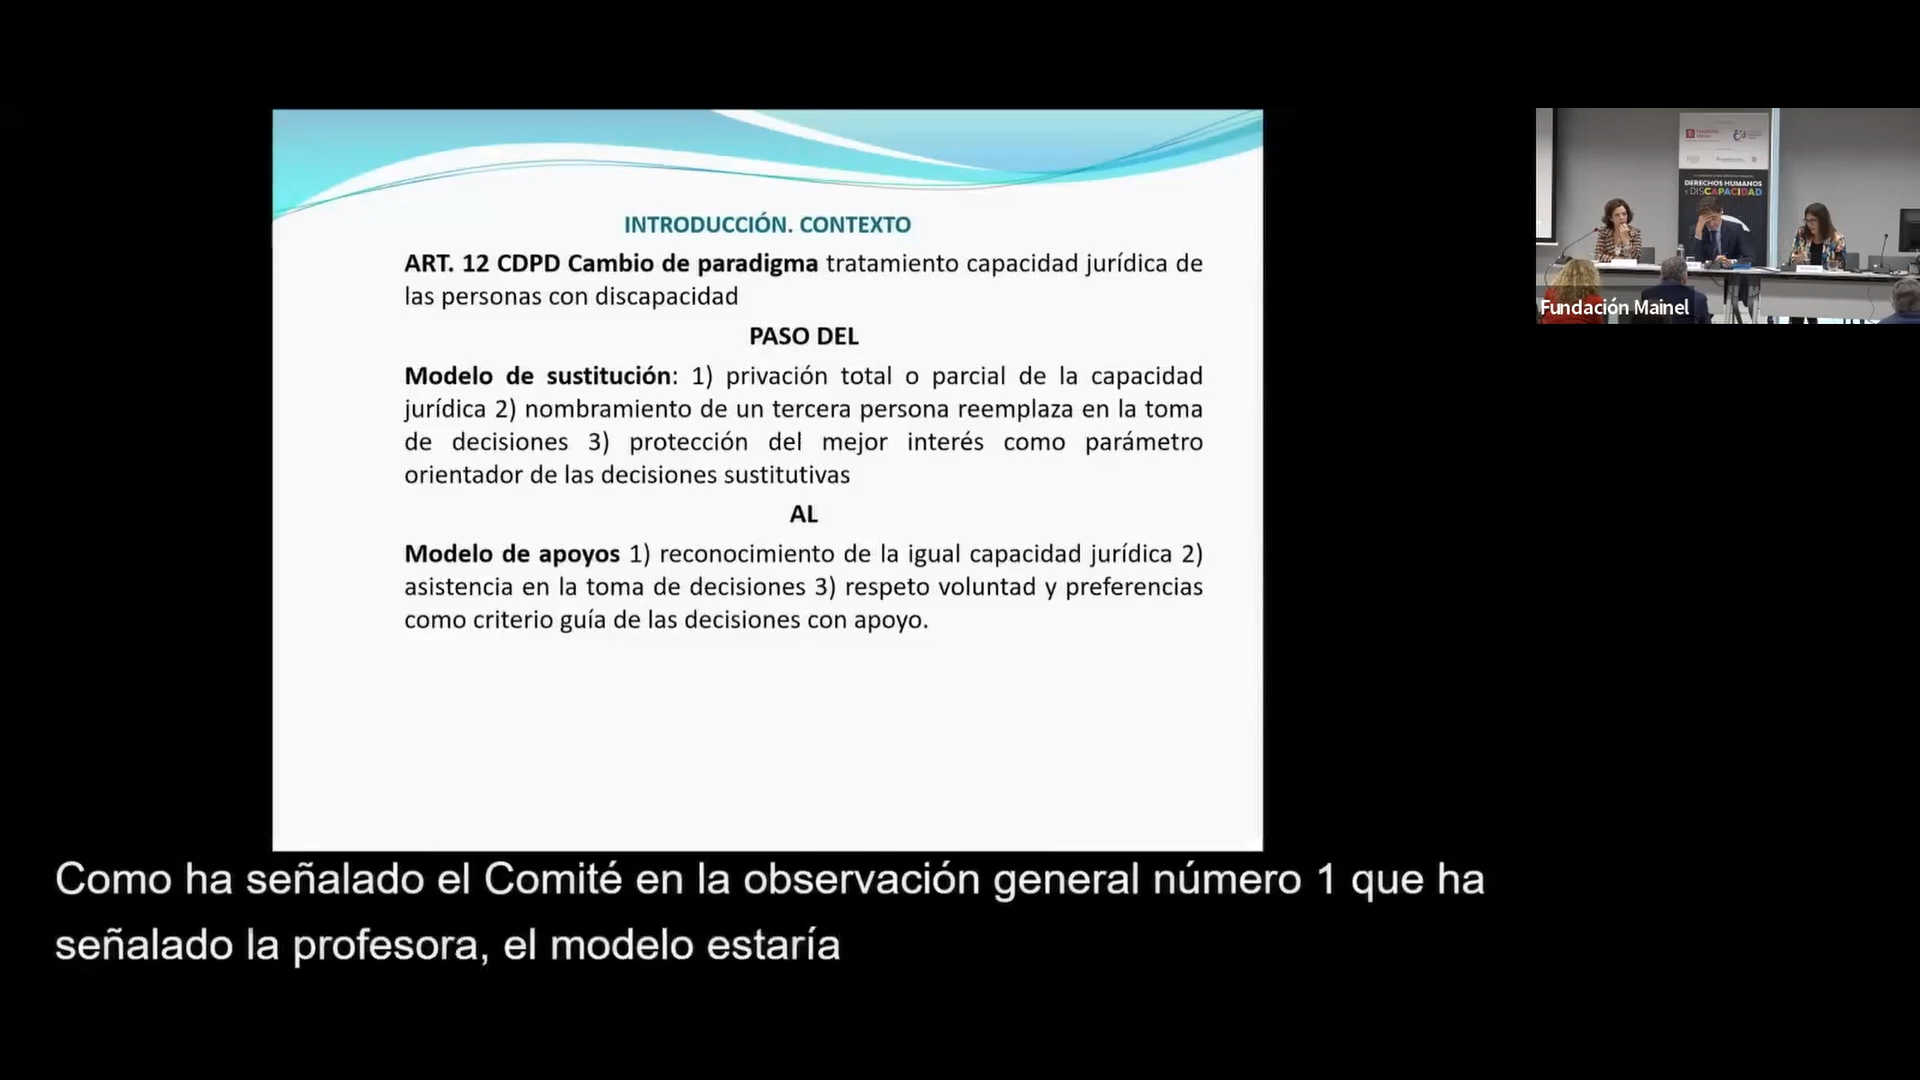 INTRODUCCIÓN. CONTEXTO
ART. 12 CDPD Cambio de paradigma tratamiento capacidad jurídica de
las personas con discapacidad
PASO DEL
Modelo de sustitución: 1) privación total o parcial de la capacidad
jurídica 2) nombramiento de un tercera persona reemplaza en la toma
de decisiones 3) protección del mejor interés como parámetro
orientador de las decisiones sustitutivas
AL
Modelo de apoyos 1) reconocimiento de la igual capacidad jurídica 2)
asistencia en la toma de decisiones 3) respeto voluntad y preferencias
como criterio guía de las decisiones con apoyo.
DERECHOS HUMANOS
Y DISCAPACIDAD
Fundación Mainel
Como ha señalado el Comité en la observación general número 1 que ha
señalado la profesora, el modelo estaría